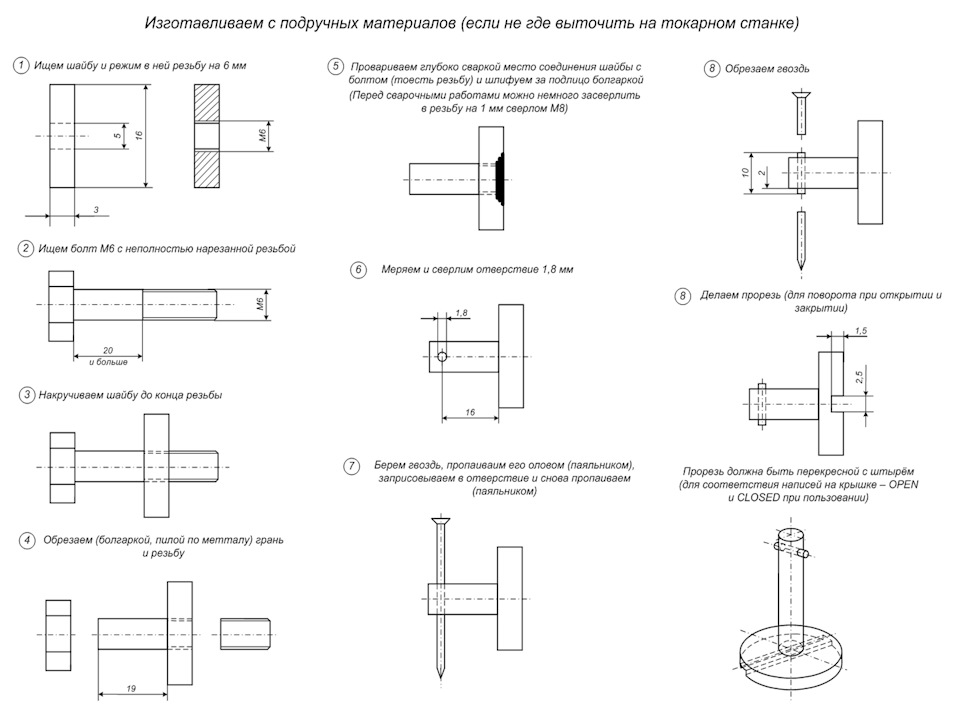 Изготавливаем с подручных материалов (если не где выточить на токарном станке)
1 Ищем шайбу и режим в ней резьбу на 6 мм
5
16
М6
3
2 Ищем болт М6 с неполностью нарезанной резьбой
М6
20
и больше
3 Накручиваем шайбу до конца резьбы
4 Обрезаем (болгаркой, пилой по метталу) грань
и резьбу
19
5 Провариваем глубоко сваркой место соединения шайбы с
болтом (тоесть резьбу) и шлифуем за подлицо болгаркой
(Перед сварочными работами можно немного засверлить
в резьбу на 1 мм сверлом М8)
6 Меряем и сверлим отверствие 1,8 мм
1,8
16
7 Берем гвоздь, пропаиваим его оловом (паяльником),
заприсовываем в отверствие и снова пропаиваем
(паяльником)
8 Обрезаем гвоздь
10
2
8 Делаем прорезь (для поворота при открытии и
закрытии)
1,5
2,5
Прорезь должна быть перекресной с штырём
(для соответствия написей на крышке – OPEN
и CLOSED при пользовании)